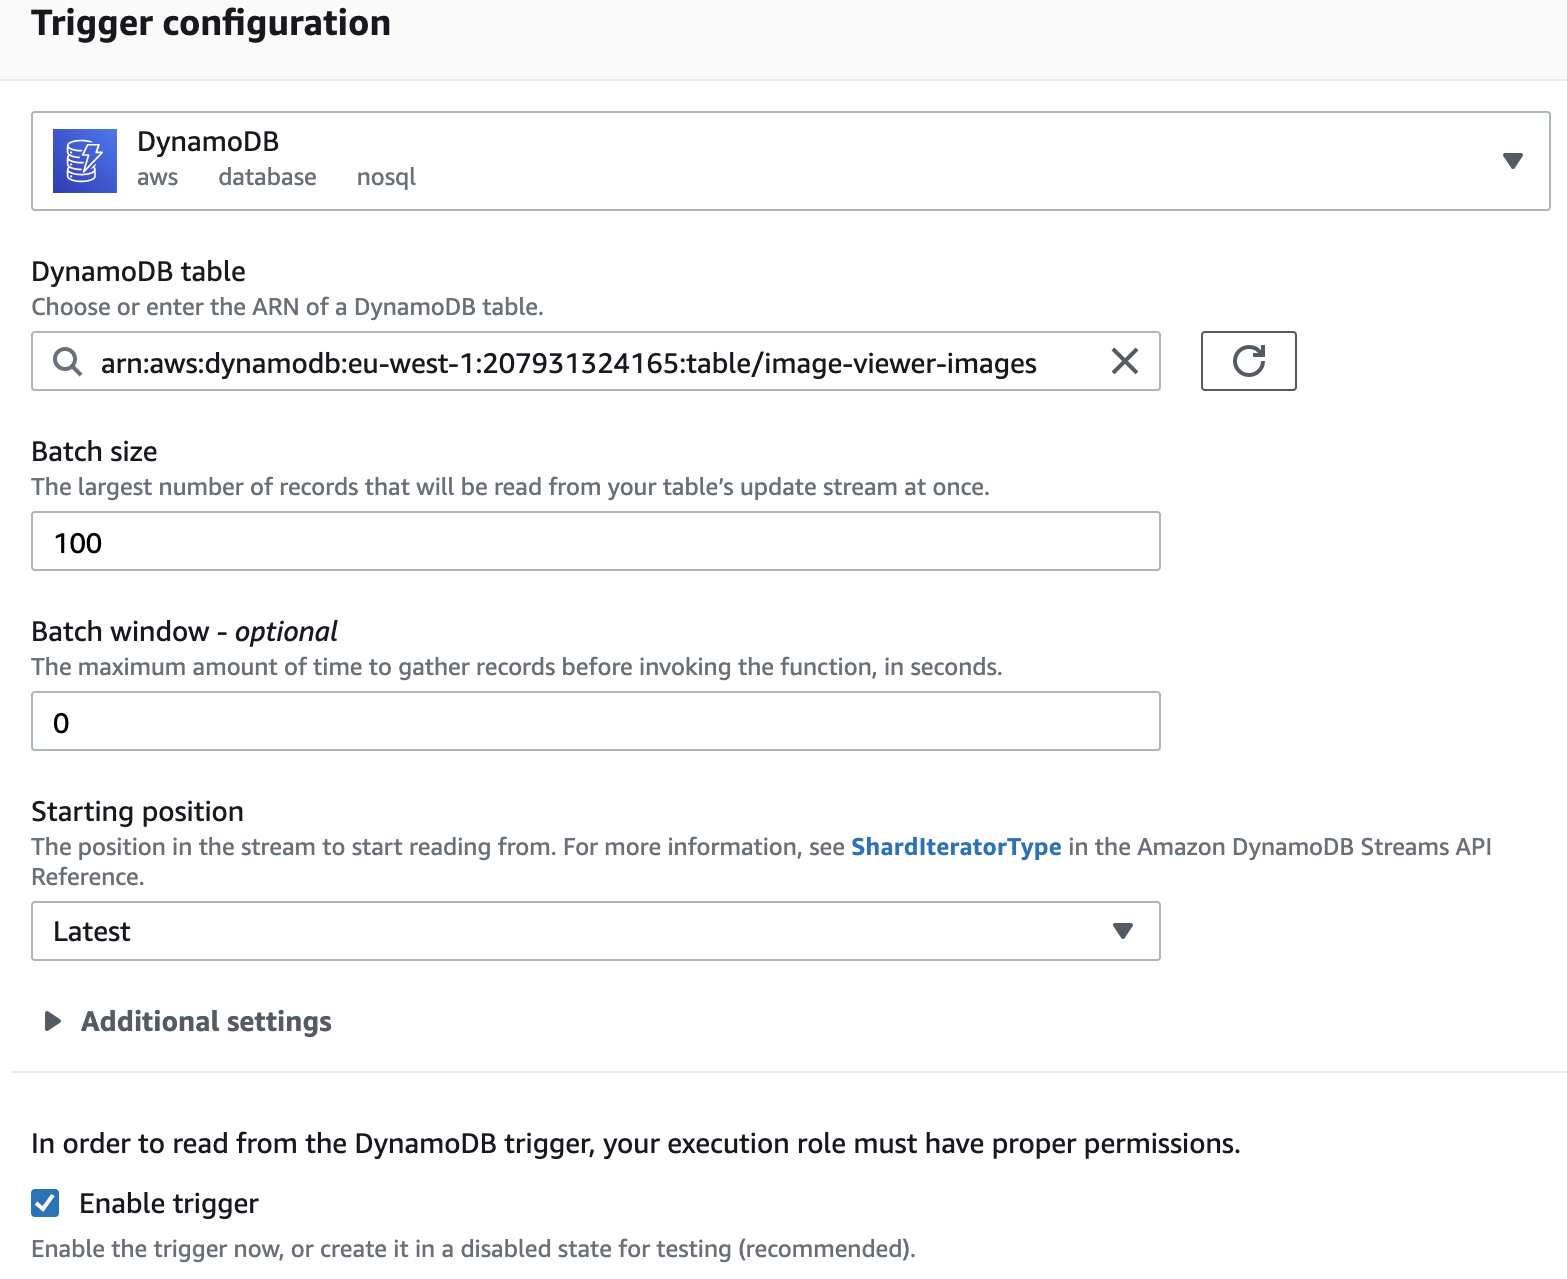 Trigger configuration
DynamoDB
aws database nosql
DynamoDB table
Choose or enter the ARN of a DynamoDB table.
arn:aws:dynamodb:eu-west-1:207931324165:table/image-viewer-images
Batch size
The largest number of records that will be read from your table’s update stream at once.
100
Batch window - optional
The maximum amount of time to gather records before invoking the function, in seconds.
0
Starting position
The position in the stream to start reading from. For more information, see ShardIteratorType in the Amazon DynamoDB Streams API
Reference.
Latest
Additional settings
In order to read from the DynamoDB trigger, your execution role must have proper permissions.
Enable trigger
Enable the trigger now, or create it in a disabled state for testing (recommended).